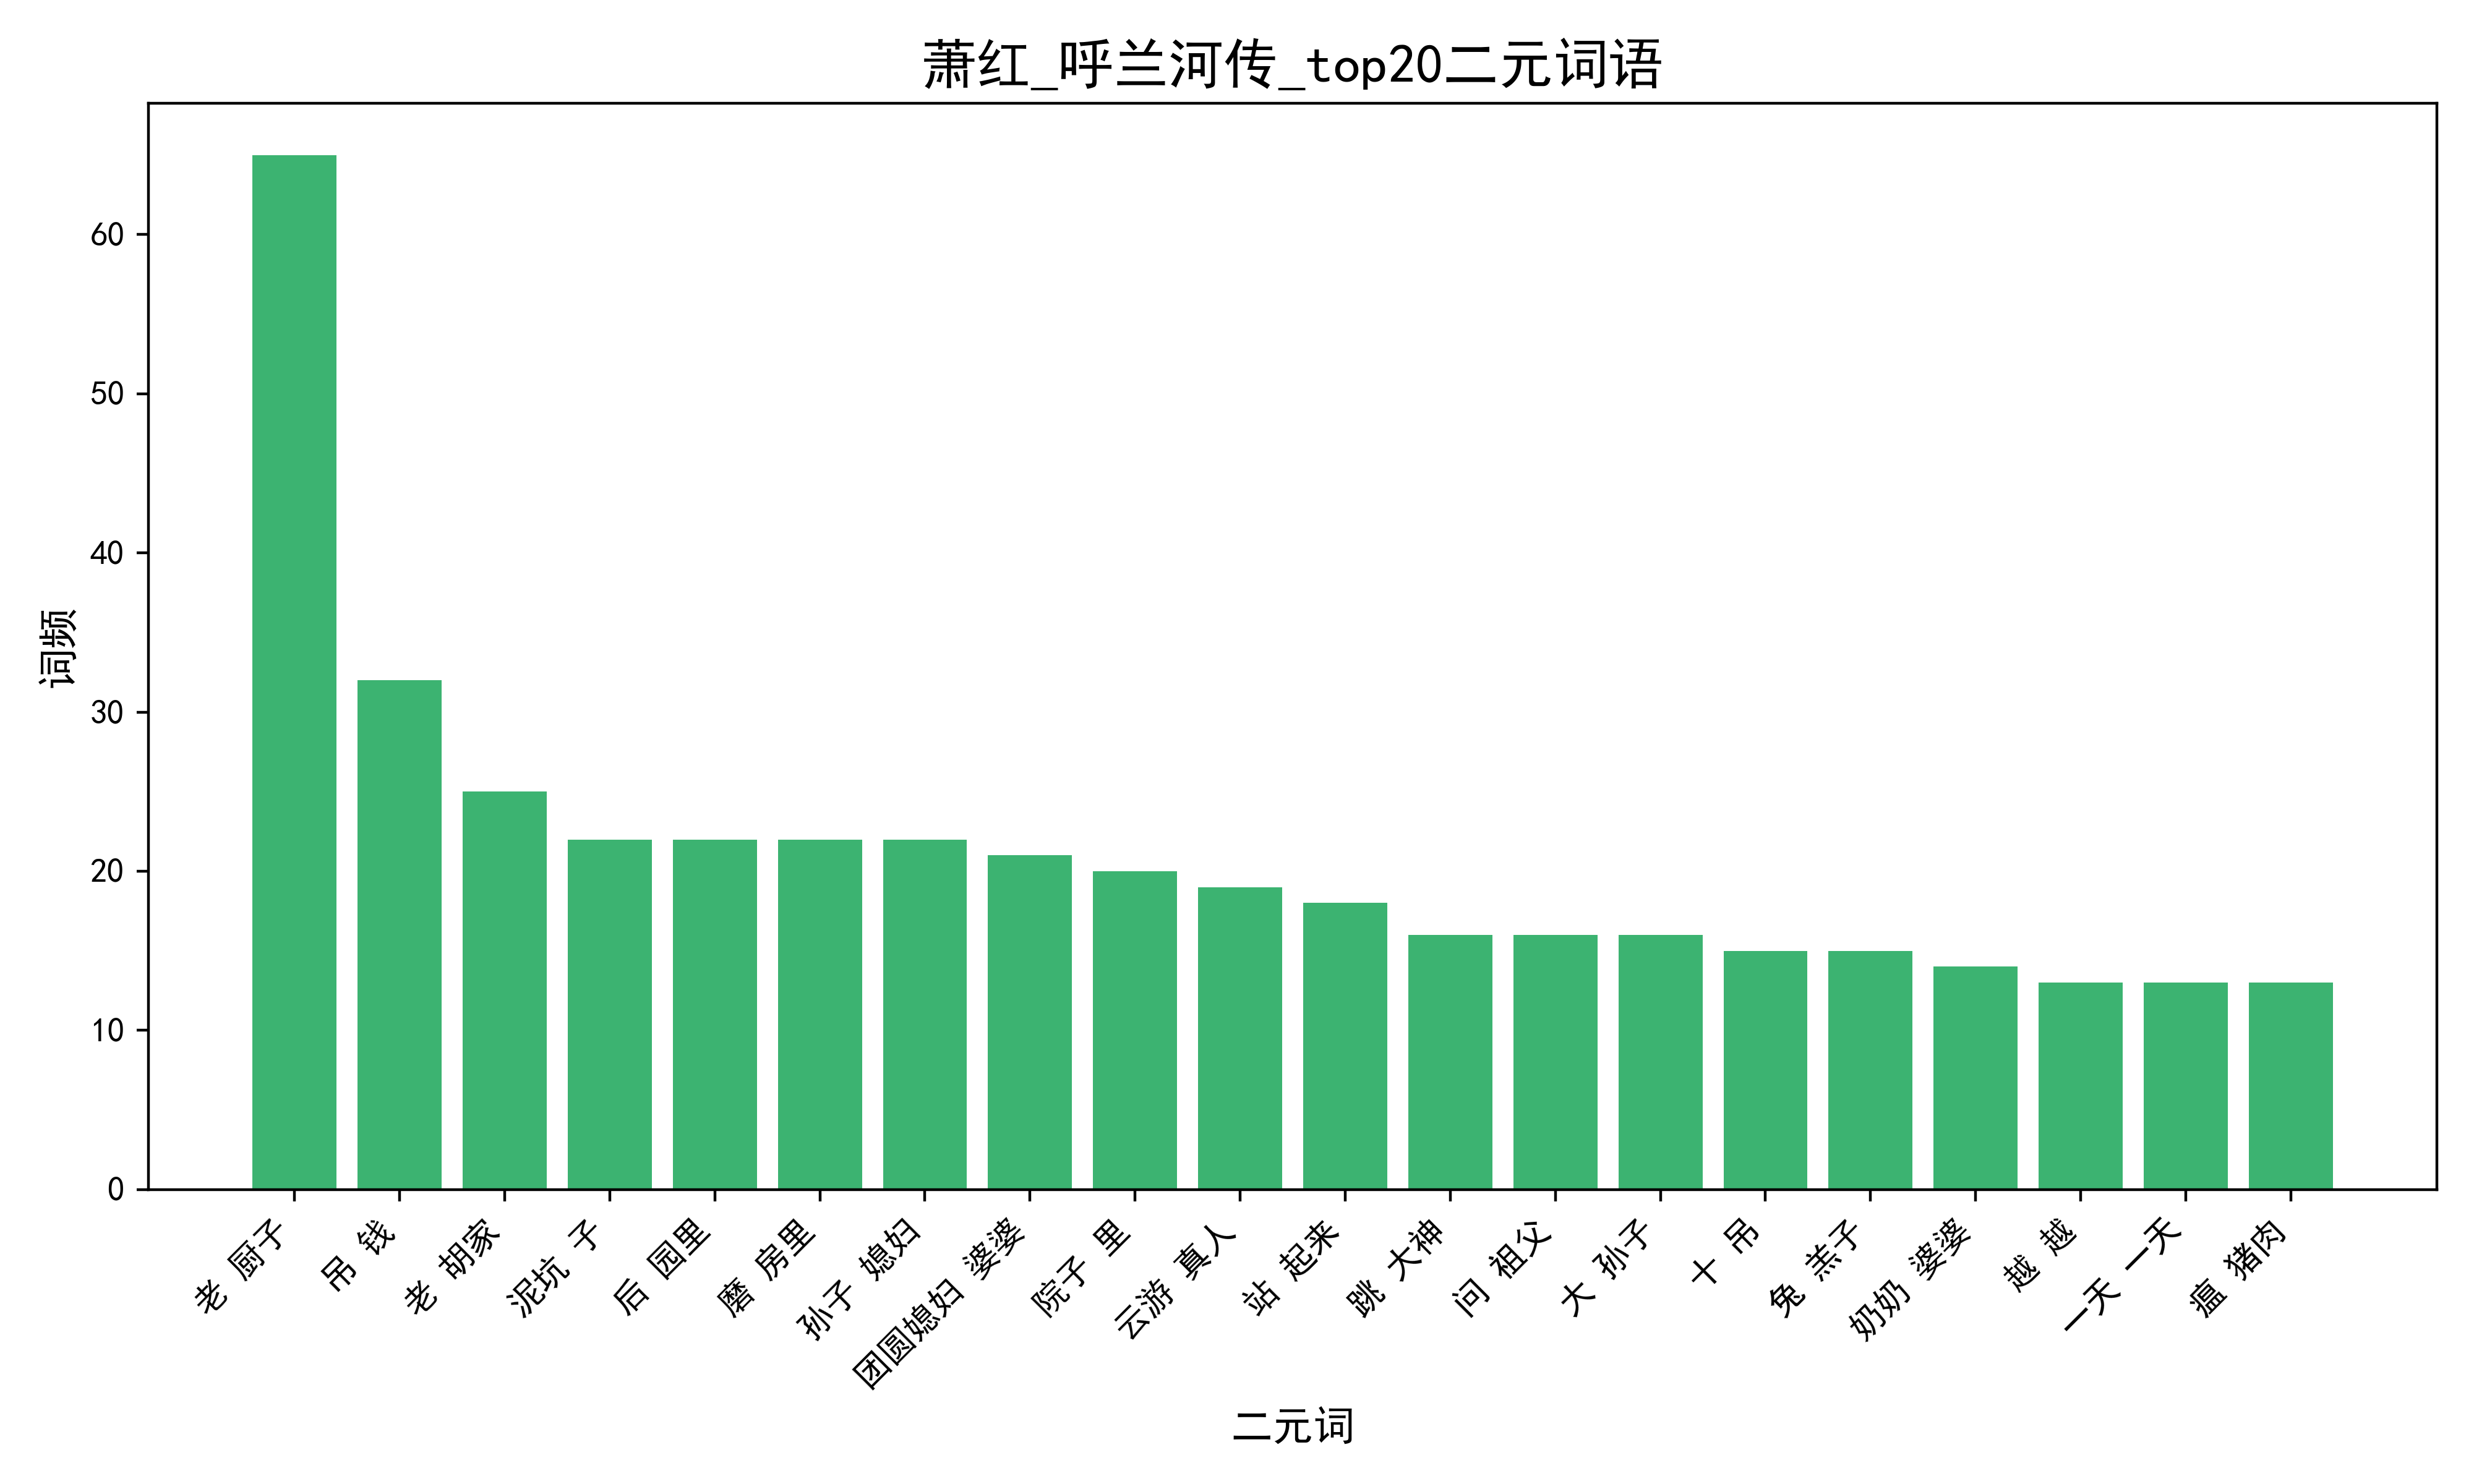 萧红_呼兰河传_top20二元词语
词频
60
50
40
30
20
10
0
老 厨子
吊 钱
老 胡家
泥坑 子
后 园里
磨 房里
孙子 媳妇
团圆媳妇 婆婆
院子 里
云游 真人
站 起来
跳 大神
问 祖父
大 孙子
十 吊
兔 羔子
奶奶 婆婆
越 越
一天 一天
瘟 猪肉
二元词